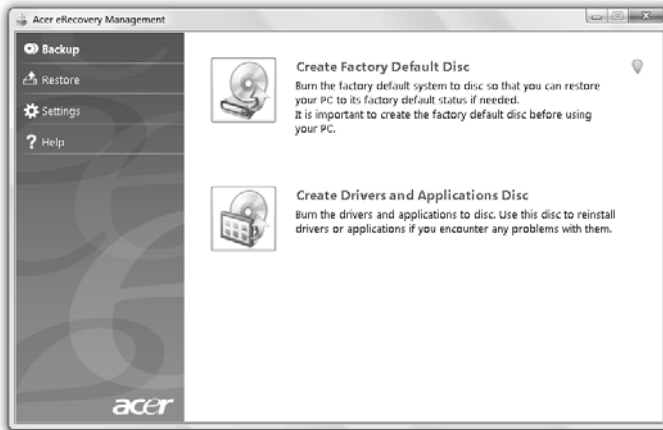 Acer eRecovery Management
Backup
Restore
Settings
? Help
Create Factory Default Disc
Burn the factory default system to disc so that you can restore
your PC to its factory default status if needed.
It is important to create the factory default disc before using
your PC.
Create Drivers and Applications Disc
Burn the drivers and applications to disc. Use this disc to reinstall
drivers or applications if you encounter any problems with them.
acer